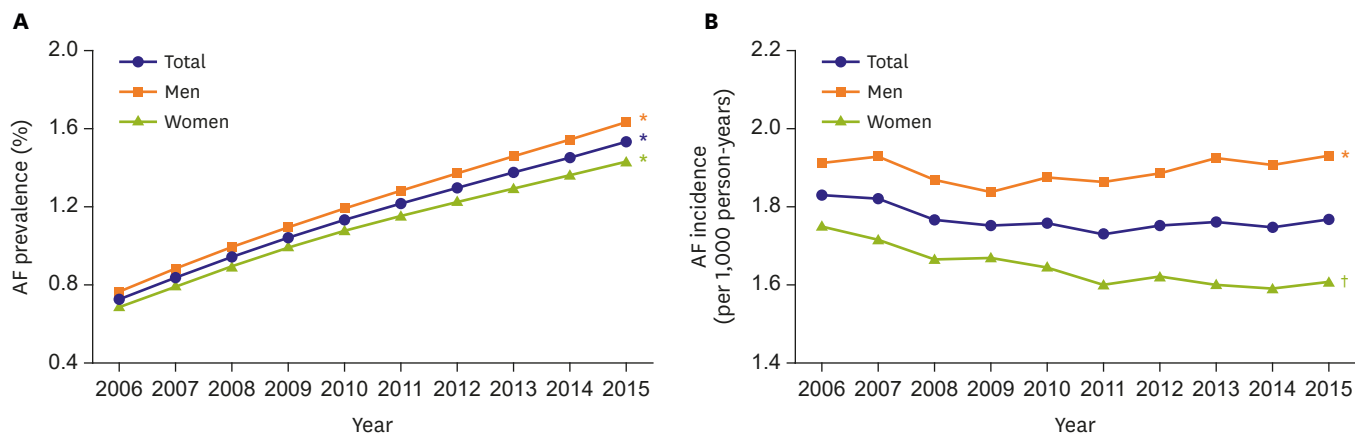 A
AF prevalence (%)
2.0
1.6
1.2
0.8
0.4
Total
Men
Women
*
*
*
2006 2007 2008 2009 2010 2011 2012 2013 2014 2015
Year
B
AF incidence
(per 1,000 person-years)
2.2
2.0
1.8
1.6
1.4
Total
Men
Women
*
†
2006 2007 2008 2009 2010 2011 2012 2013 2014 2015
Year